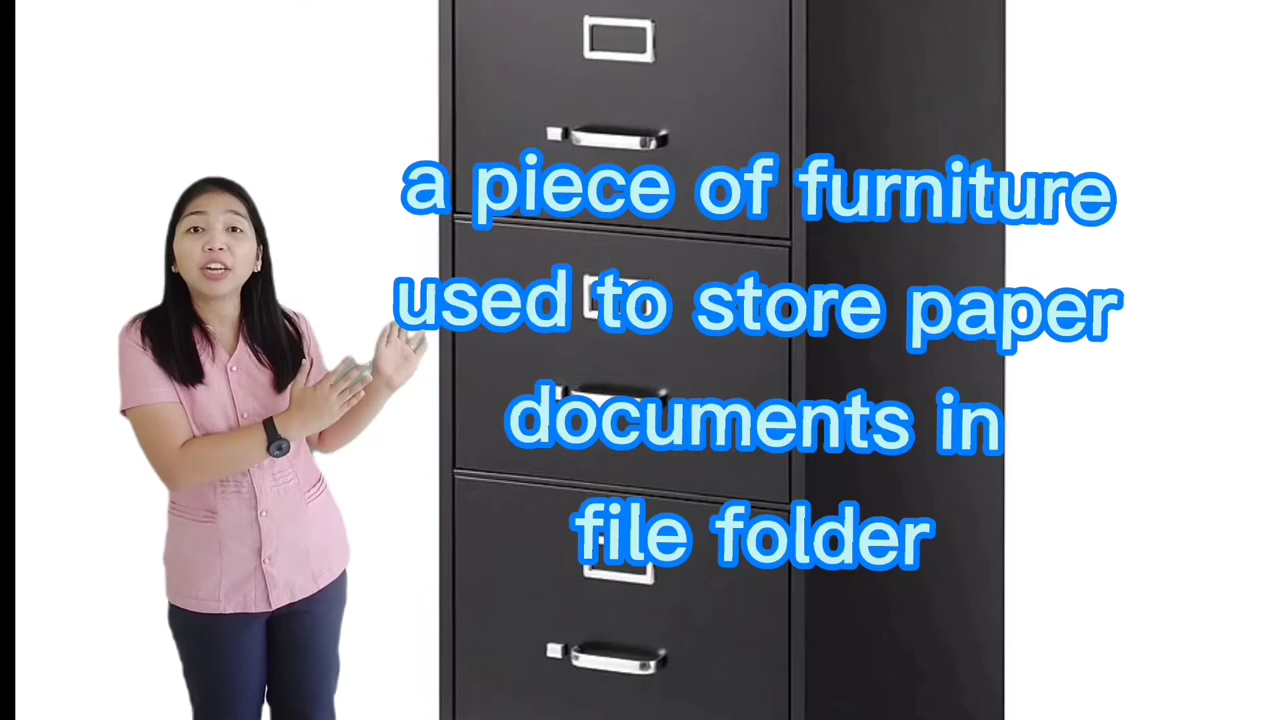 a piece of furniture
used to store paper
documents in
file folder